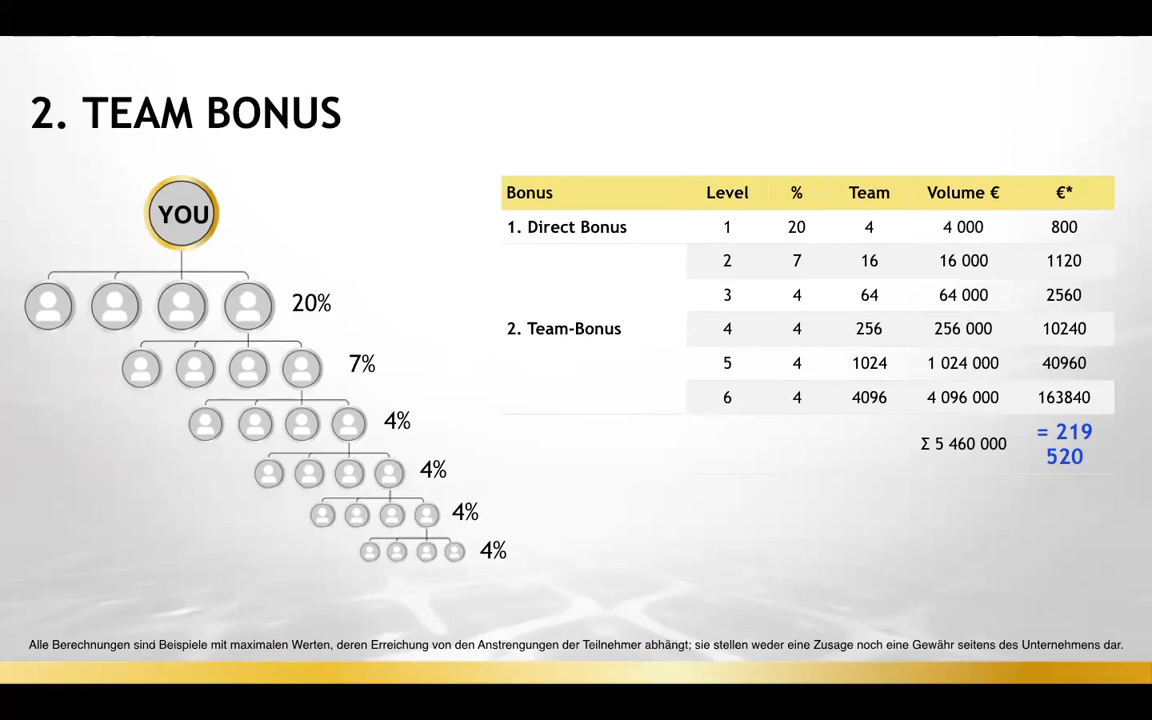 2. TEAM BONUS
YOU
20%
7%
4%
4%
4%
4%
Bonus Level % Team Volume € €*
1. Direct Bonus 1 20 4 4 000 800
2 7 16 16 000 1120
3 4 64 64 000 2560
2. Team-Bonus 4 4 256 256 000 10240
5 4 1024 1 024 000 40960
6 4 4096 4 096 000 163840
Σ 5 460 000 = 219
520
Alle Berechnungen sind Beispiele mit maximalen Werten, deren Erreichung von den Anstrengungen der Teilnehmer abhängt; sie stellen weder eine Zusage noch eine Gewähr seitens des Unternehmens dar.